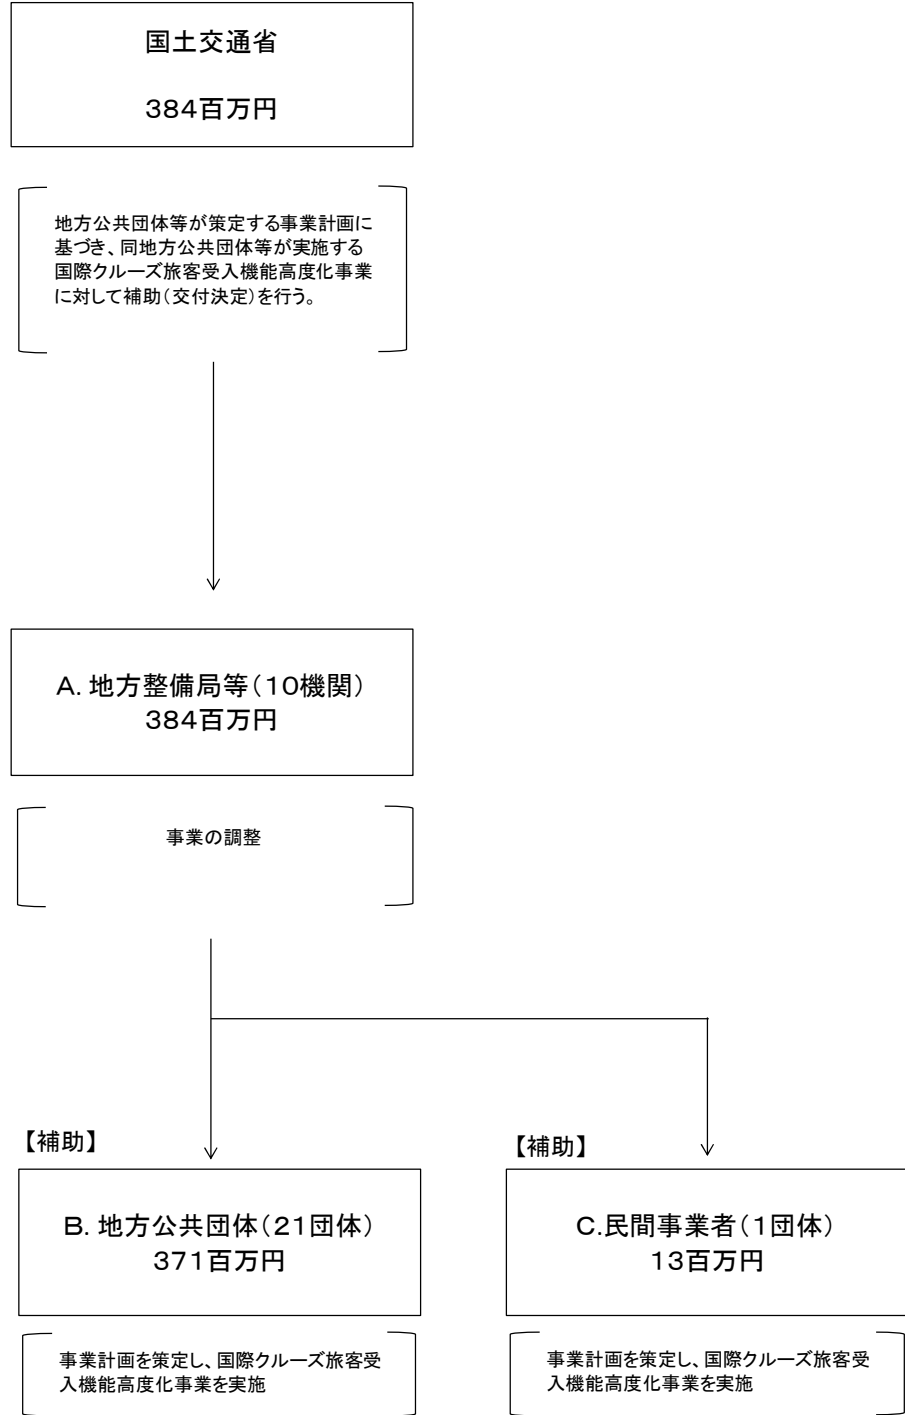 国土交通省
384百万円
地方公共団体等が策定する事業計画に
基づき、同地方公共団体等が実施する
国際クルーズ旅客受入機能高度化事業
に対して補助（交付決定）を行う。
A. 地方整備局等（10機関）
384百万円
事業の調整
【補助】
B. 地方公共団体（21団体）
371百万円
事業計画を策定し、国際クルーズ旅客受
入機能高度化事業を実施
【補助】
C.民間事業者（1団体）
13百万円
事業計画を策定し、国際クルーズ旅客受
入機能高度化事業を実施